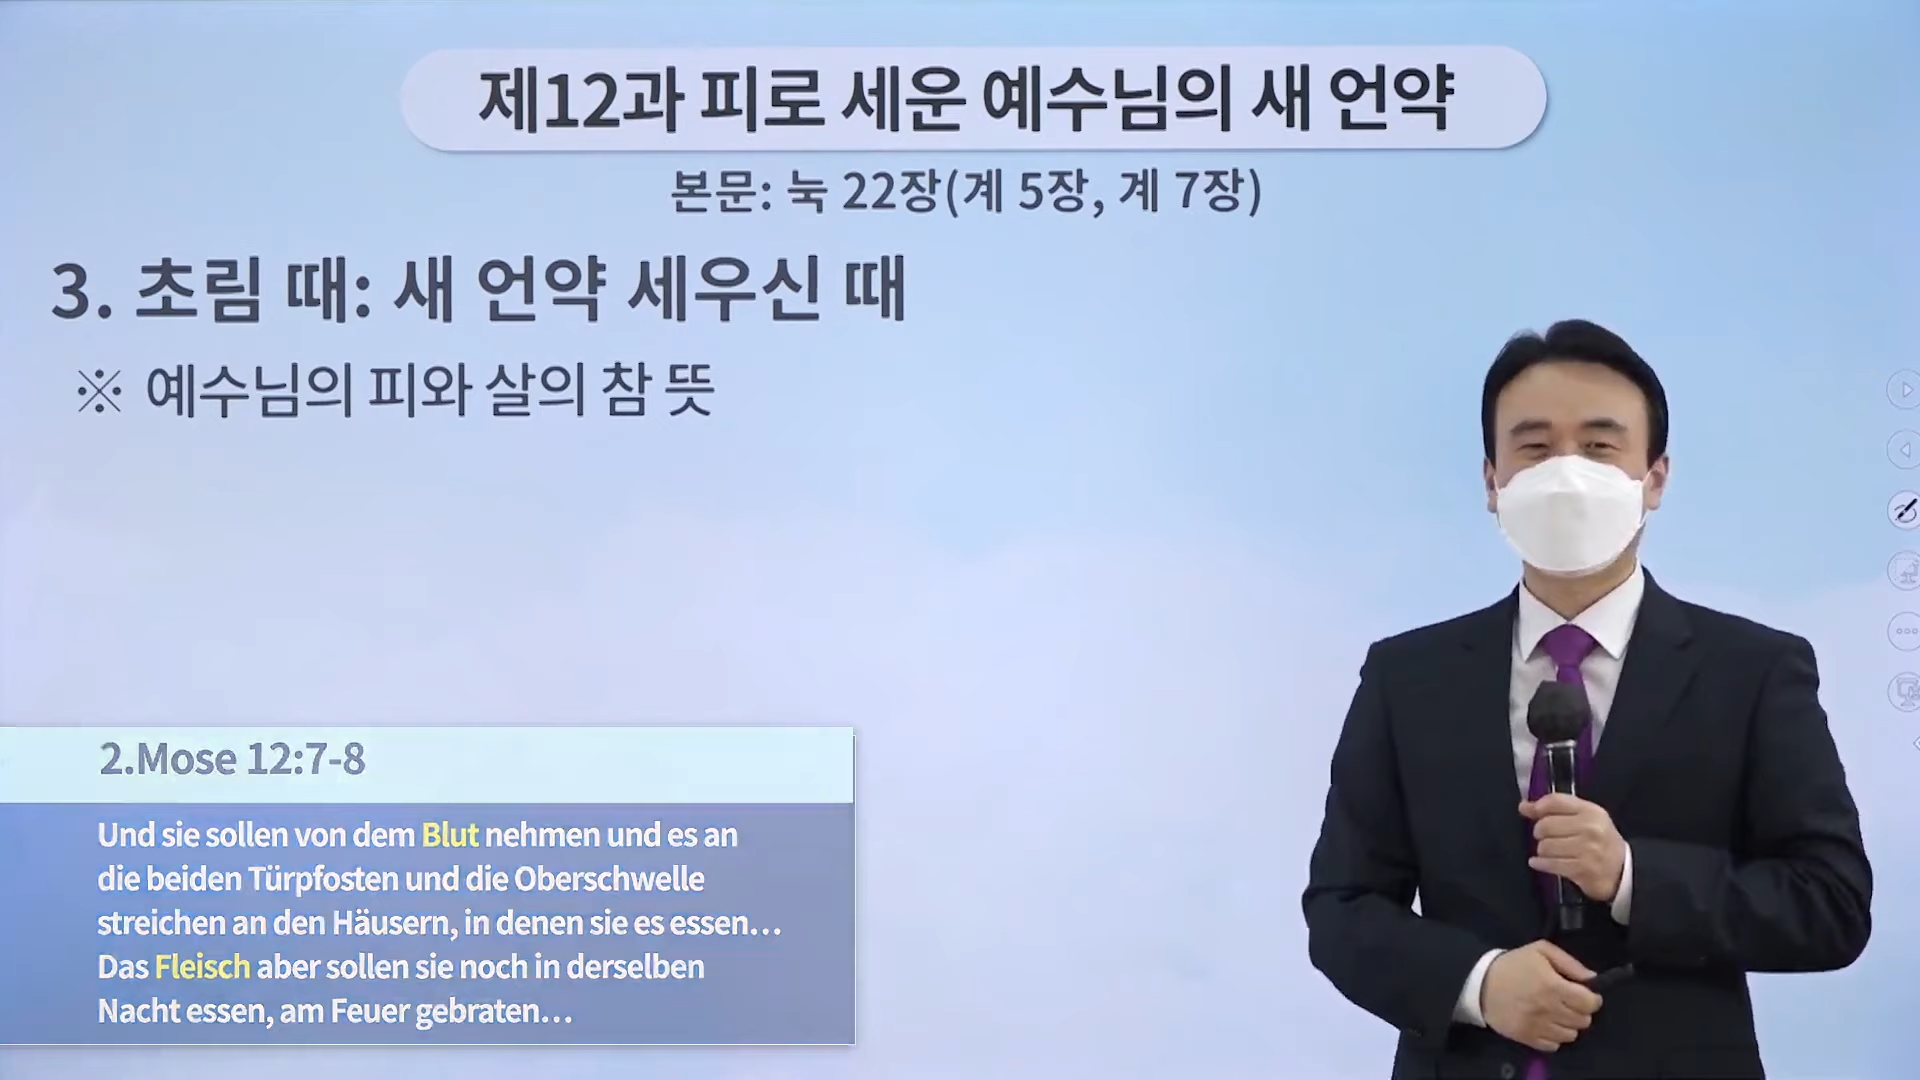 제12과 피로 세운 예수님의 새 언약
본문: 눅 22장(계 5장, 계 7장)
3. 초림 때: 새 언약 세우신 때
※ 예수님의 피와 살의 참 뜻
2.Mose 12:7-8
Und sie sollen von dem Blut nehmen und es an
die beiden Türpfosten und die Oberschwelle
streichen an den Häusern, in denen sie es essen…
Das Fleisch aber sollen sie noch in derselben
Nacht essen, am Feuer gebraten…